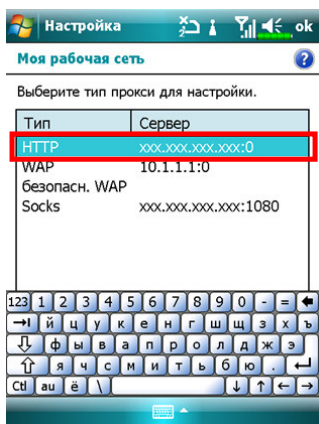 Настройка ok
Моя рабочая сеть ?
Выберите тип прокси для настройки.
Тип Сервер
HTTP xxx.xxx.xxx.xxx:0
WAP 10.1.1.1:0
безопасн. WAP
Socks xxx.xxx.xxx.xxx:1080
123 1 2 3 4 5 6 7 8 9 0 - =
й ц у к е н г ш щ з х ъ
ф ы в а п р о л д ж э
я ч с м и т ь б ю .
Ctl au ё \